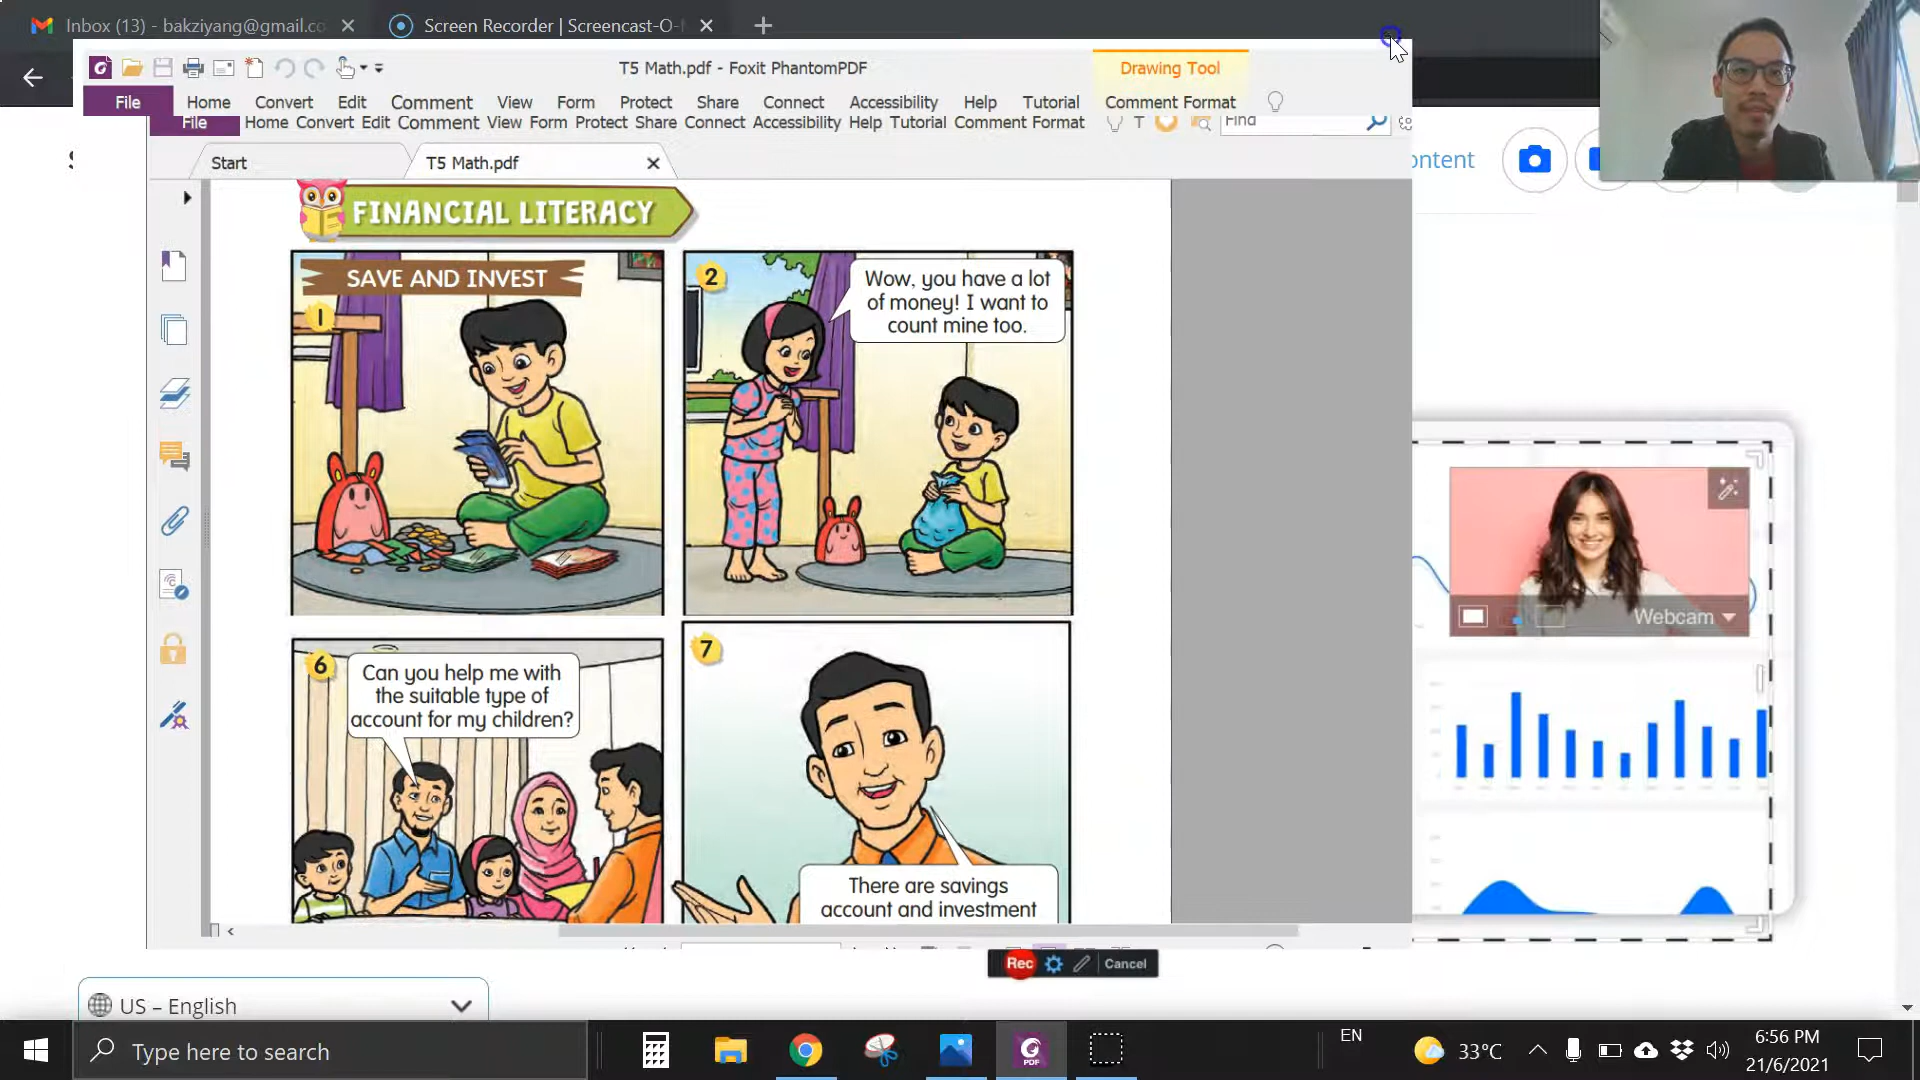 Inbox (13) - bakziyang@gmail.co
Screen Recorder | Screencast-O-
T5 Math.pdf - Foxit PhantomPDF
Drawing Tool
File Home Convert Edit Comment View Form Protect Share Connect Accessibility Help Tutorial Comment Format
File Home Convert Edit Comment View Form Protect Share Connect Accessibility Help Tutorial Comment Format
Find
Start
T5 Math.pdf
ontent
FINANCIAL LITERACY
SAVE AND INVEST
1
2
Wow, you have a lot
of money! I want to
count mine too.
6
Can you help me with
the suitable type of
account for my children?
7
There are savings
account and investment
Webcam
Rec
Cancel
US – English
Type here to search
PDF
EN
33°C
6:56 PM
21/6/2021